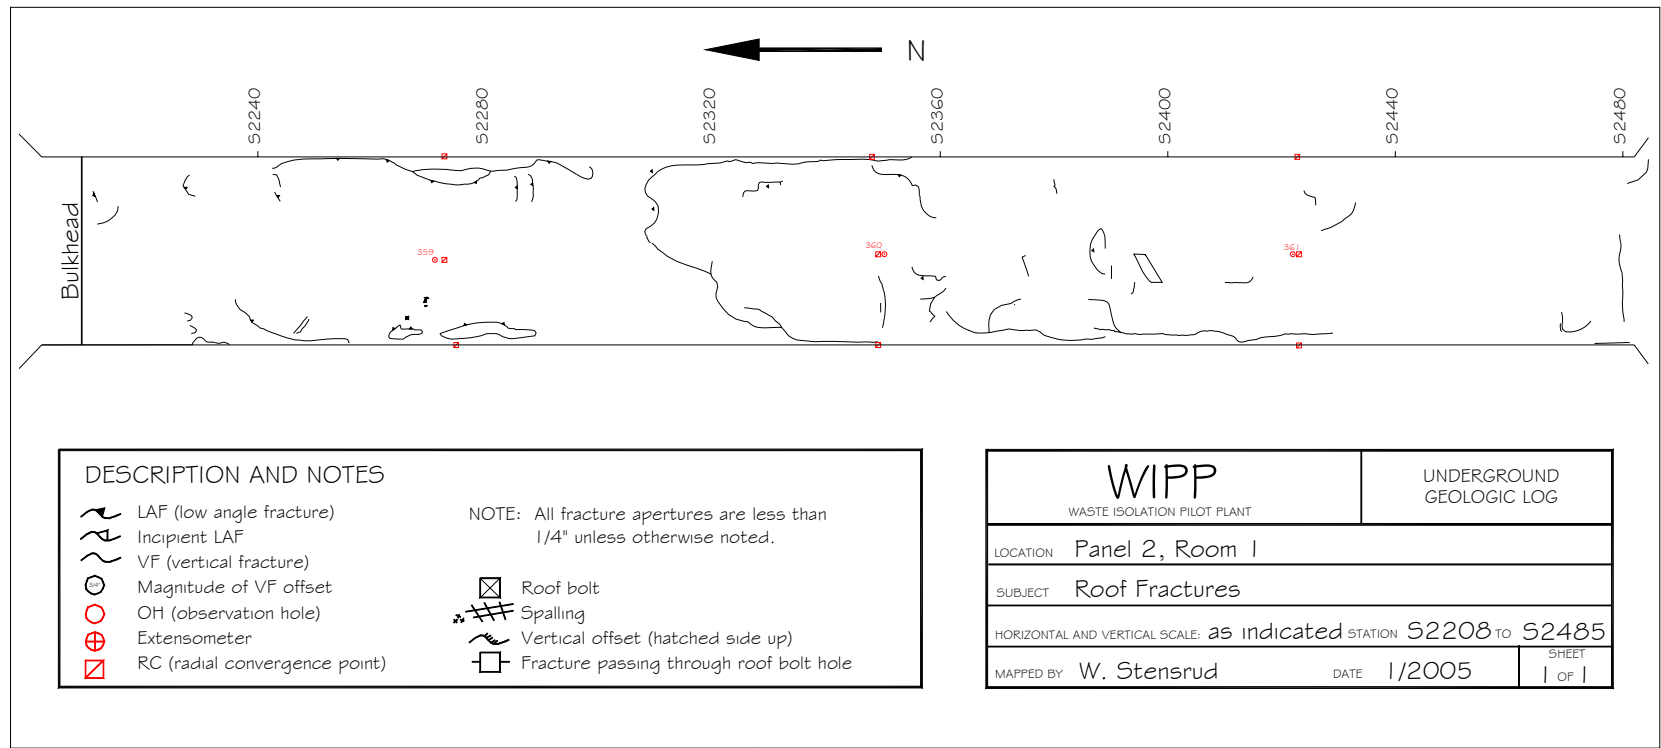 N
S2240
S2280
S2320
S2360
S2400
S2440
S2480
Bulkhead
359
360
361
DESCRIPTION AND NOTES
LAF (low angle fracture)
Incipient LAF
VF (vertical fracture)
3/4"
Magnitude of VF offset
OH (observation hole)
Extensometer
RC (radial convergence point)
NOTE: All fracture apertures are less than
1/4" unless otherwise noted.
Roof bolt
Spalling
Vertical offset (hatched side up)
Fracture passing through roof bolt hole
WIPP
WASTE ISOLATION PILOT PLANT
UNDERGROUND
GEOLOGIC LOG
LOCATION Panel 2, Room 1
SUBJECT Roof Fractures
HORIZONTAL AND VERTICAL SCALE: as indicated STATION S2208 TO S2485
MAPPED BY W. Stensrud DATE 1/2005
SHEET
1 OF 1